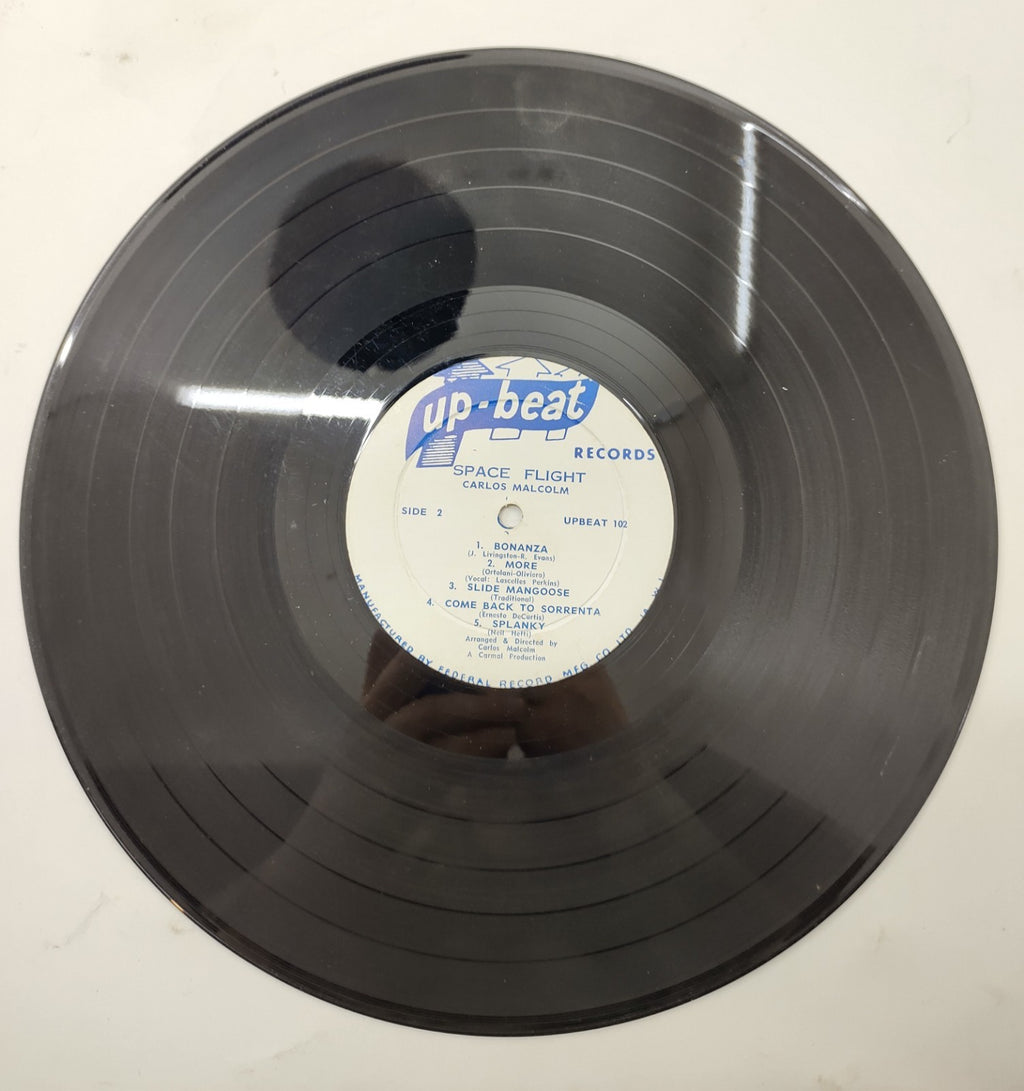 up-beat
RECORDS
SPACE FLIGHT
CARLOS MALCOLM
SIDE 2
UPBEAT 102
1. BONANZA
(J. Livingston-R. Evans)
2. MORE
(Ortolani-Oliviero)
(Vocal: Lascelles Perkins)
3. SLIDE MANGOOSE
(Traditional)
4. COME BACK TO SORRENTA
(Ernesto DeCurtis)
5. SPLANKY
(Neil Hefti)
Arranged & Directed by
Carlos Malcolm
A Carmal Production
MANUFACTURED BY FEDERAL RECORD MFG. CO. LTD.